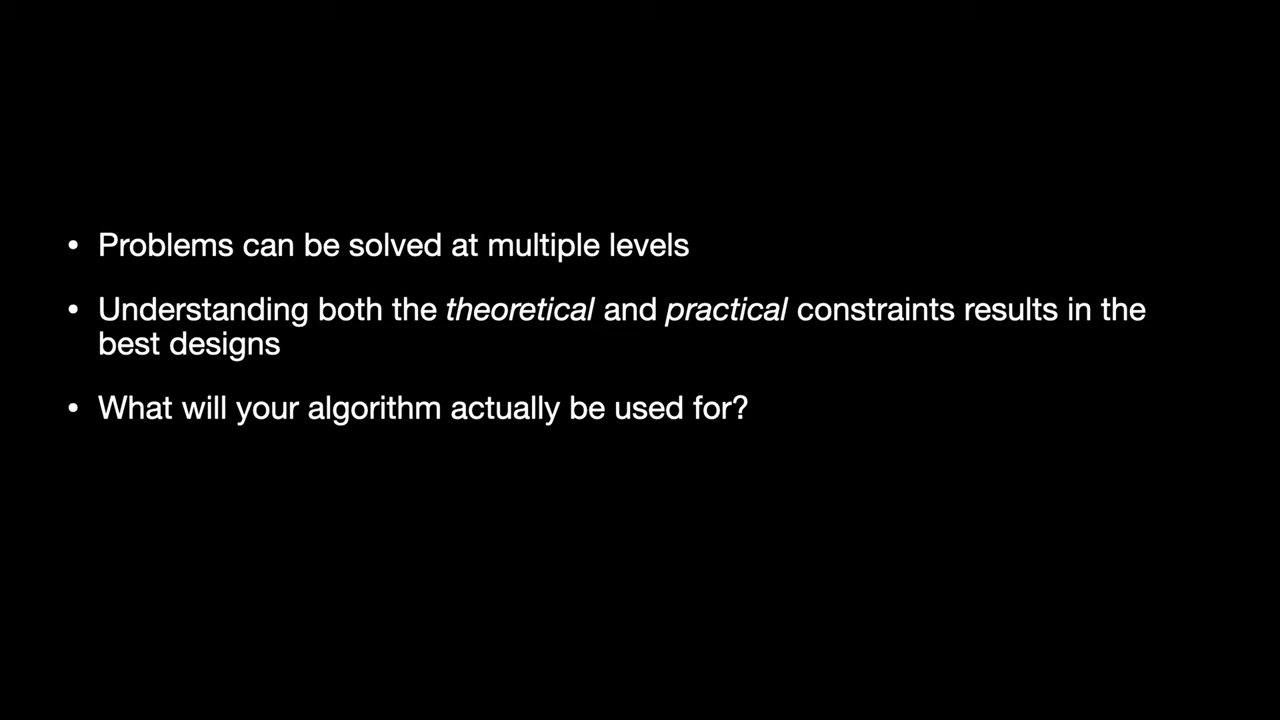 • Problems can be solved at multiple levels
• Understanding both the theoretical and practical constraints results in the
best designs
• What will your algorithm actually be used for?